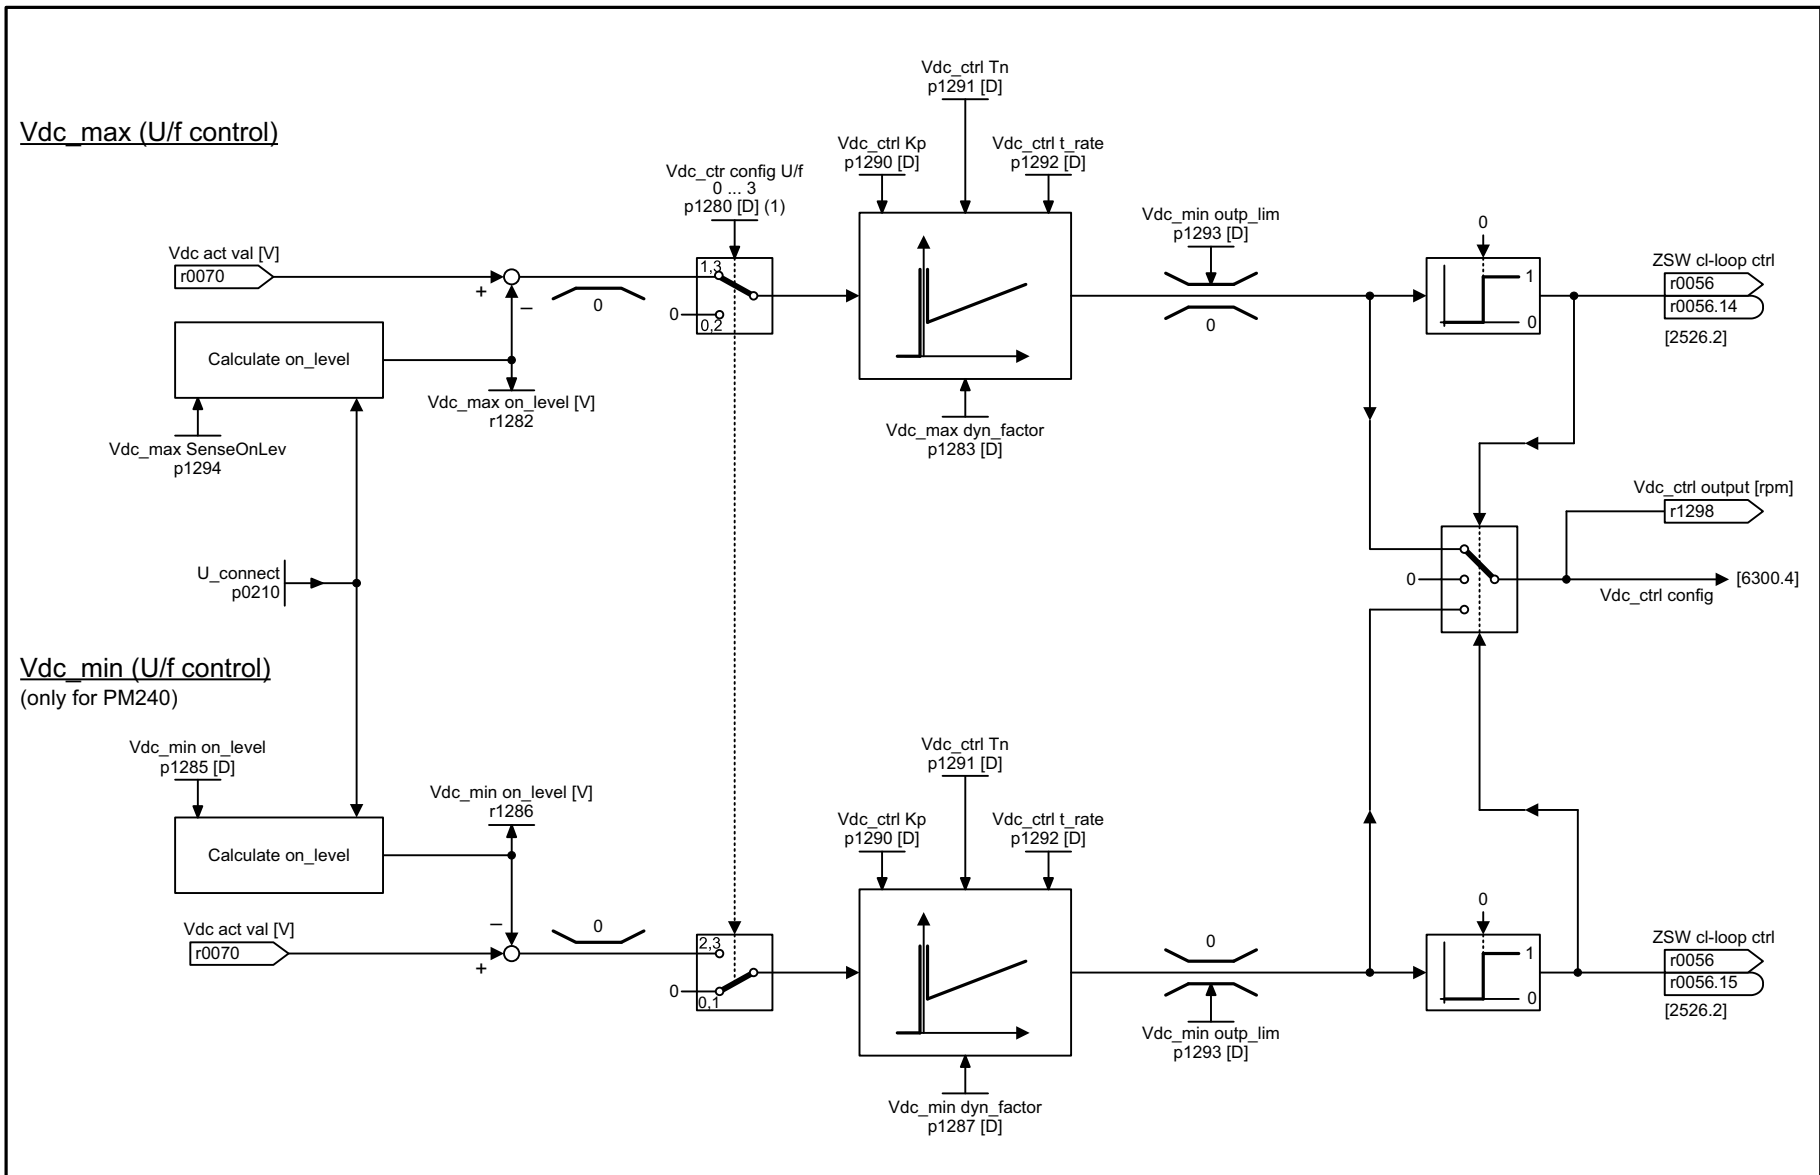 Vdc_max (U/f control)
Vdc_ctrl Tn
p1291 [D]
Vdc_ctrl Kp
p1290 [D]
Vdc_ctrl t_rate
p1292 [D]
Vdc_ctr config U/f
0 ... 3
p1280 [D] (1)
Vdc_min outp_lim
p1293 [D]
0
Vdc act val [V]
r0070
+
–
0
1,3
0
0,2
0
1
0
ZSW cl-loop ctrl
r0056
r0056.14
[2526.2]
Calculate on_level
Vdc_max on_level [V]
r1282
Vdc_max SenseOnLev
p1294
Vdc_max dyn_factor
p1283 [D]
Vdc_ctrl output [rpm]
r1298
U_connect
p0210
0
[6300.4]
Vdc_ctrl config
Vdc_min (U/f control)
(only for PM240)
Vdc_min on_level
p1285 [D]
Vdc_min on_level [V]
r1286
Calculate on_level
Vdc_ctrl Tn
p1291 [D]
Vdc_ctrl Kp
p1290 [D]
Vdc_ctrl t_rate
p1292 [D]
Vdc act val [V]
r0070
–
+
0
2,3
0
0,1
0
Vdc_min outp_lim
p1293 [D]
0
1
0
ZSW cl-loop ctrl
r0056
r0056.15
[2526.2]
Vdc_min dyn_factor
p1287 [D]